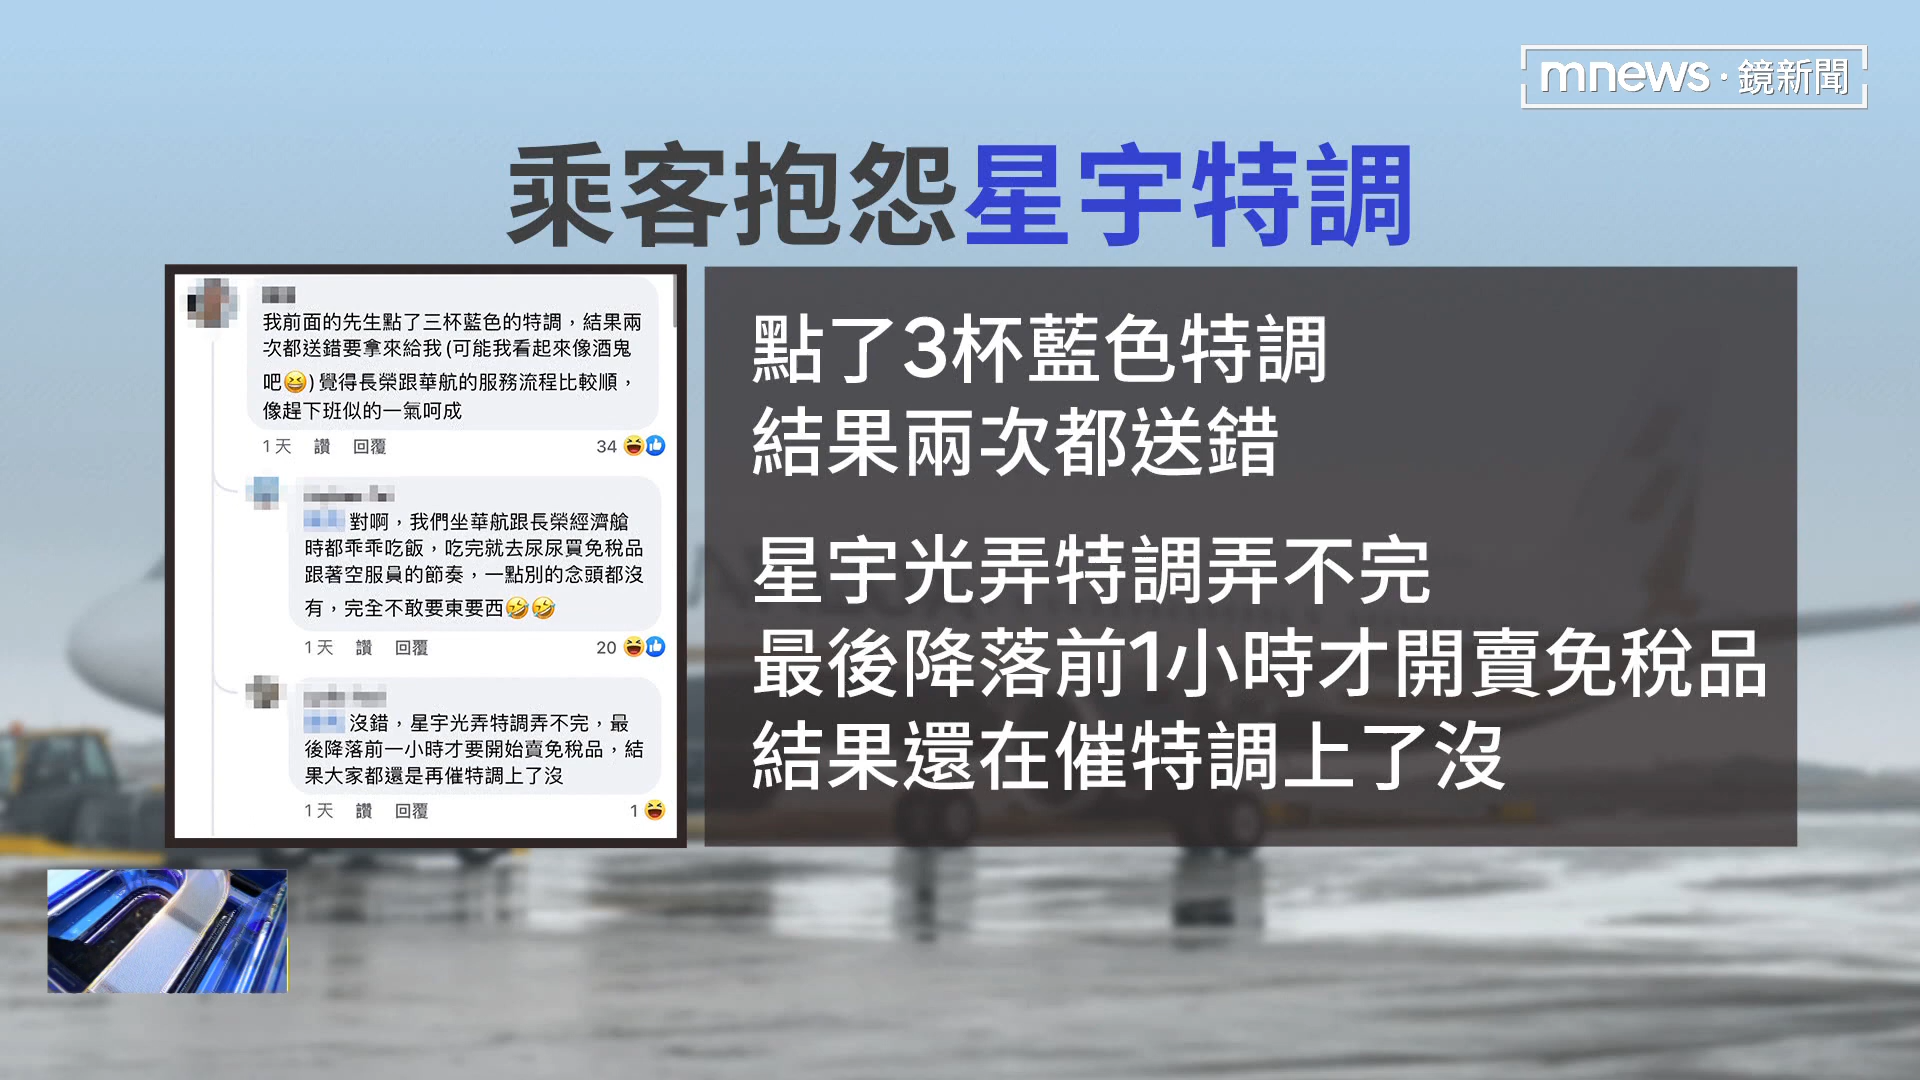 mnews·鏡新聞
乘客抱怨星宇特調
我前面的先生點了三杯藍色的特調，結果兩
次都送錯要拿來給我(可能我看起來像酒鬼
吧😆)覺得長榮跟華航的服務流程比較順，
像趕下班似的一氣呵成
1天 讚 回覆 34
對啊，我們坐華航跟長榮經濟艙
時都乖乖吃飯，吃完就去尿尿買免稅品
跟著空服員的節奏，一點別的念頭都沒
有，完全不敢要東要西🤣🤣
1天 讚 回覆 20
沒錯，星宇光弄特調弄不完，最
後降落前一小時才要開始賣免稅品，結
果大家都還是再催特調上了沒
1天 讚 回覆 1
點了3杯藍色特調
結果兩次都送錯
星宇光弄特調弄不完
最後降落前1小時才開賣免稅品
結果還在催特調上了沒